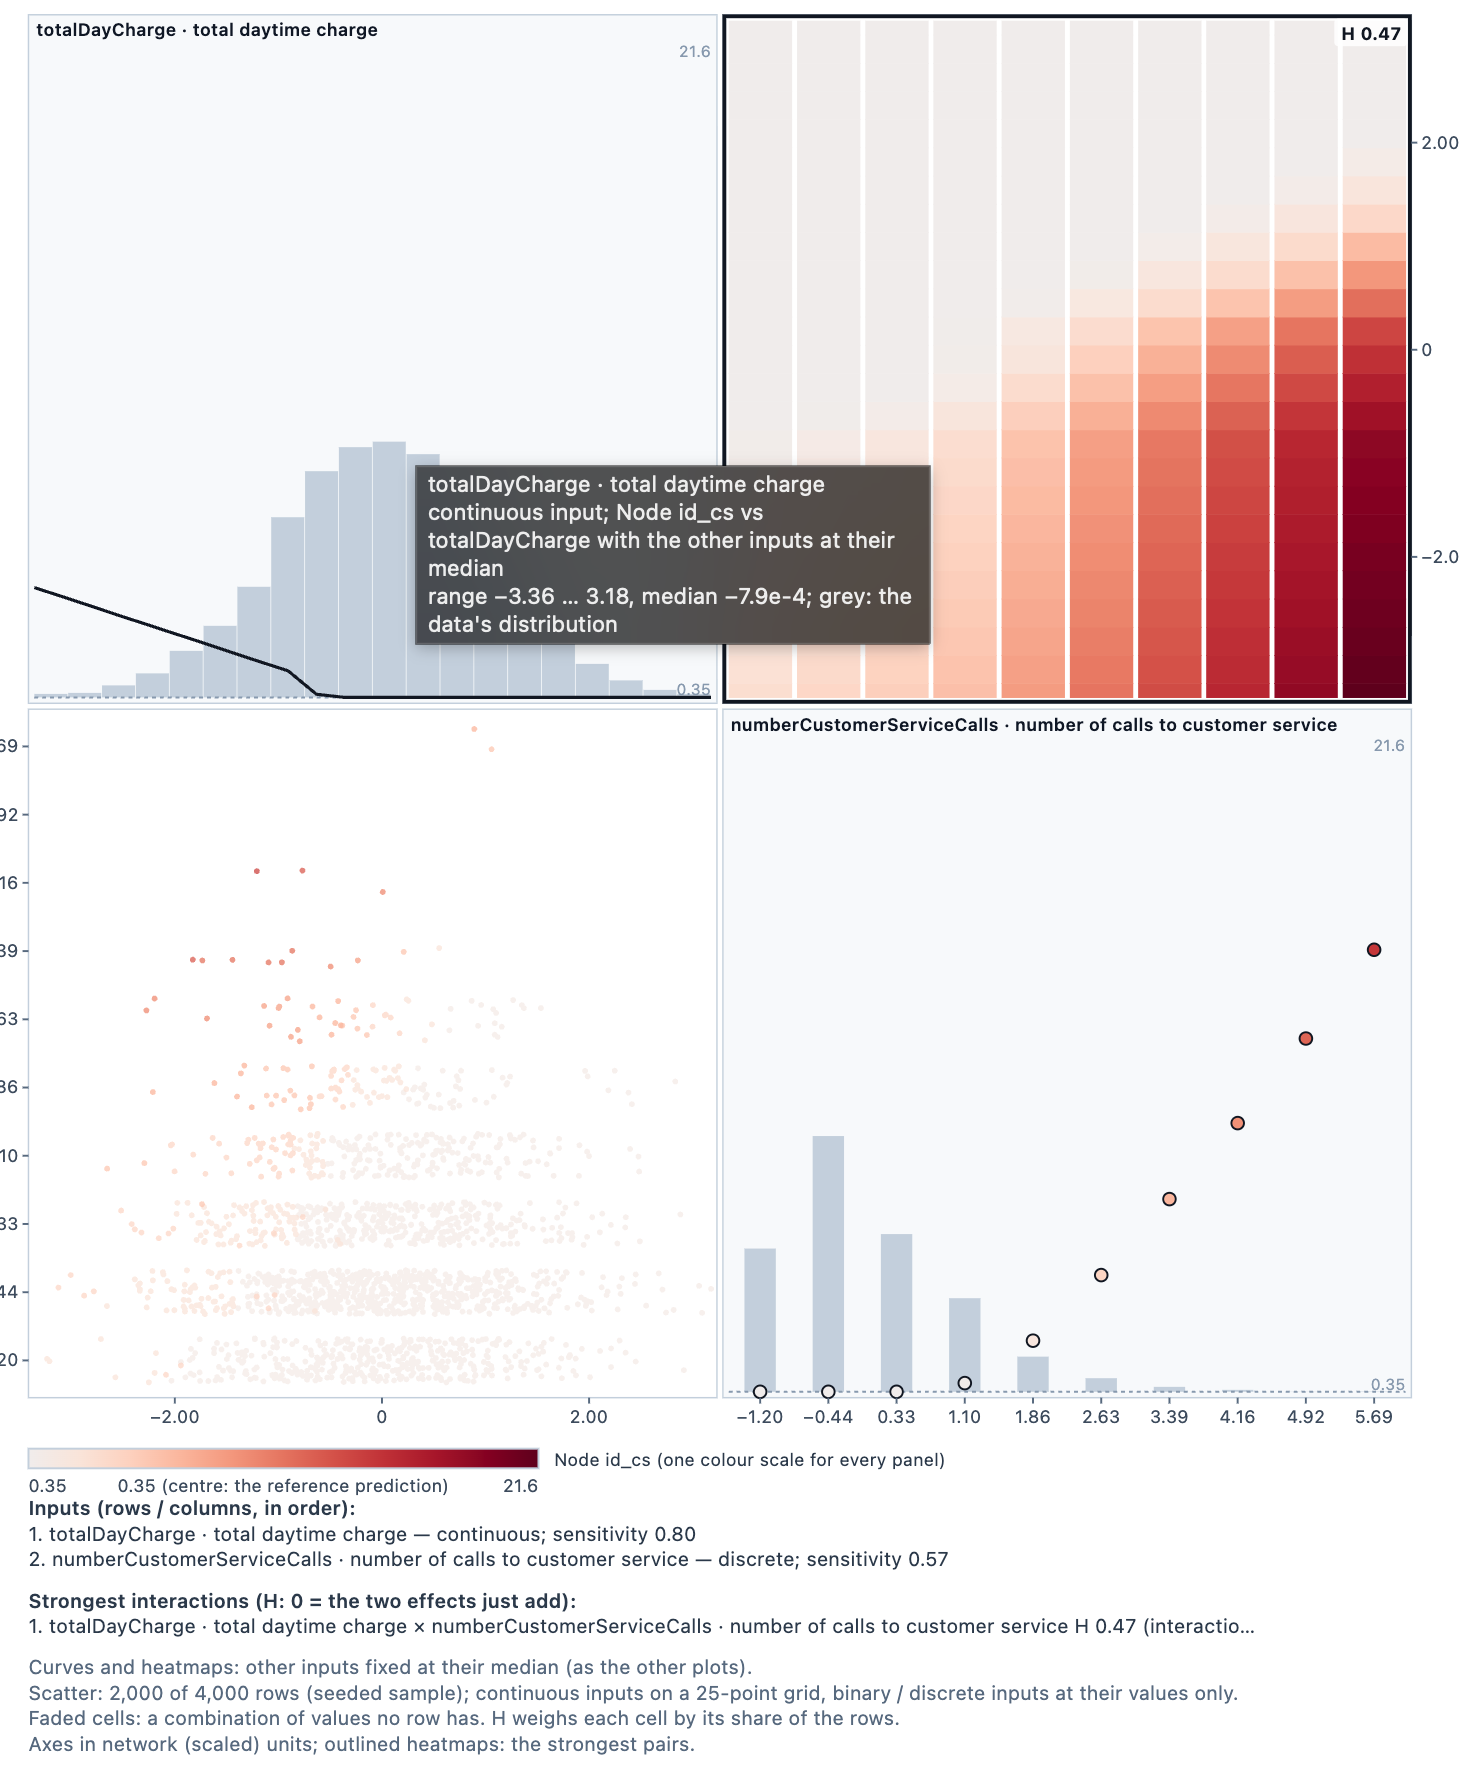 totalDayCharge · total daytime charge
21.6
H 0.47
2.00
0
−2.0
totalDayCharge · total daytime charge
continuous input; Node id_cs vs
totalDayCharge with the other inputs at their
median
range −3.36 … 3.18, median −7.9e-4; grey: the
data's distribution
0.35
numberCustomerServiceCalls · number of calls to customer service
21.6
69
92
16
39
63
36
10
33
44
20
0.35
−2.00
0
2.00
−1.20
−0.44
0.33
1.10
1.86
2.63
3.39
4.16
4.92
5.69
Node id_cs (one colour scale for every panel)
0.35
0.35 (centre: the reference prediction)
21.6
Inputs (rows / columns, in order):
1. totalDayCharge · total daytime charge — continuous; sensitivity 0.80
2. numberCustomerServiceCalls · number of calls to customer service — discrete; sensitivity 0.57
Strongest interactions (H: 0 = the two effects just add):
1. totalDayCharge · total daytime charge × numberCustomerServiceCalls · number of calls to customer service H 0.47 (interactio…
Curves and heatmaps: other inputs fixed at their median (as the other plots).
Scatter: 2,000 of 4,000 rows (seeded sample); continuous inputs on a 25-point grid, binary / discrete inputs at their values only.
Faded cells: a combination of values no row has. H weighs each cell by its share of the rows.
Axes in network (scaled) units; outlined heatmaps: the strongest pairs.